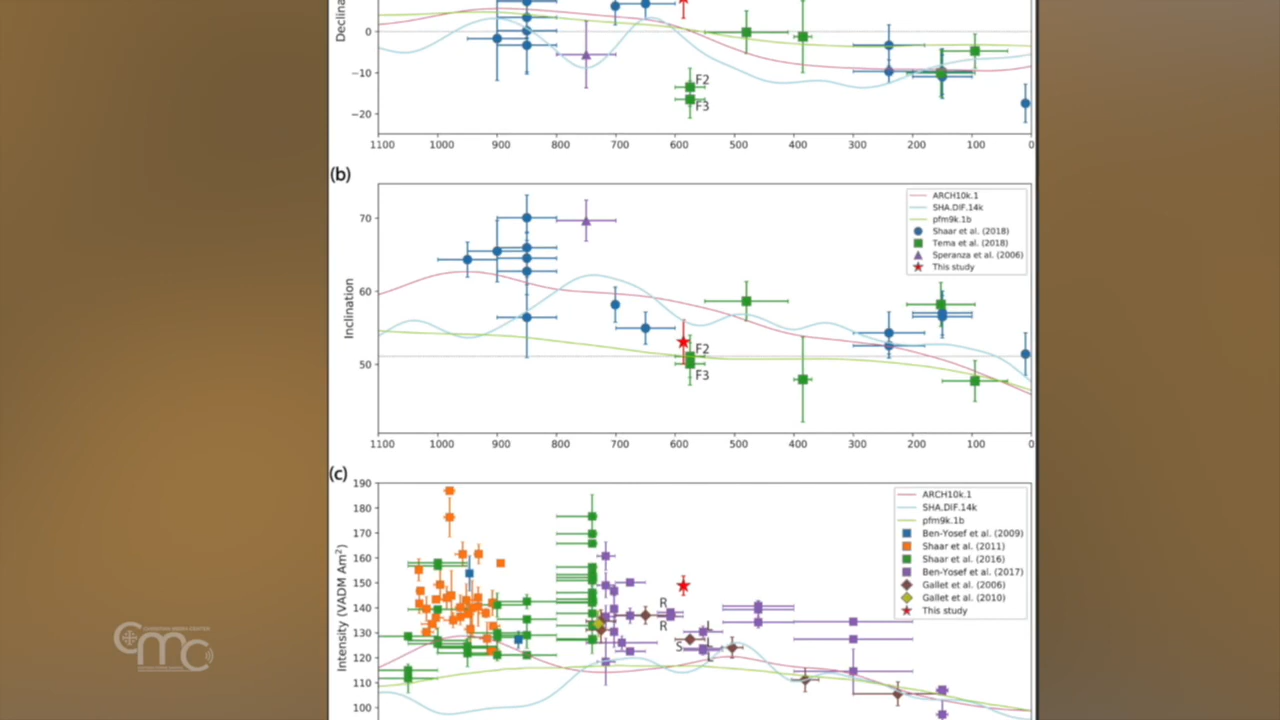 Declina
0
−10
−20
1100 1000 900 800 700 600 500 400 300 200 100 0
F2
F3
(b)
Inclination
70
60
50
1100 1000 900 800 700 600 500 400 300 200 100 0
ARCH10k.1
SHA.DIF.14k
pfm9k.1b
Shaar et al. (2018)
Tema et al. (2018)
Speranza et al. (2006)
This study
F2
F3
(c)
Intensity (VADM Am²)
190
180
170
160
150
140
130
120
110
100
ARCH10k.1
SHA.DIF.14k
pfm9k.1b
Ben-Yosef et al. (2009)
Shaar et al. (2011)
Shaar et al. (2016)
Ben-Yosef et al. (2017)
Gallet et al. (2006)
Gallet et al. (2010)
This study
R
R
S
L
L
CHRISTIAN MEDIA CENTER
cmc